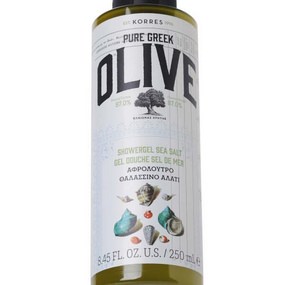 KORRES
PURE GREEK
OLIVE
SHOWERGEL SEA SALT
GEL DOUCHE SEL DE MER
ΑΦΡΟΛΟΥΤΡΟ
ΘΑΛΑΣΣΙΝΟ ΑΛΑΤΙ
8.45 FL. OZ. U.S. / 250 ml e